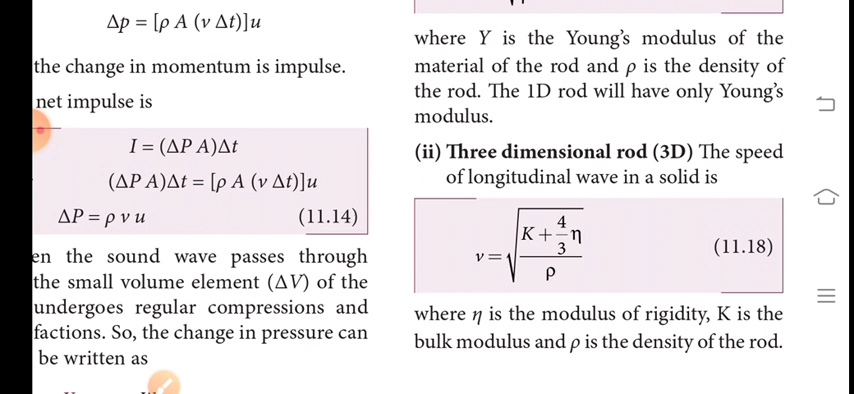 Δp = [ρ A (v Δt)]u
the change in momentum is impulse.
net impulse is
I = (ΔP A)Δt
(ΔP A)Δt = [ρ A (v Δt)]u
ΔP = ρ v u (11.14)
en the sound wave passes through
the small volume element (ΔV) of the
undergoes regular compressions and
factions. So, the change in pressure can
be written as
where Y is the Young's modulus of the
material of the rod and ρ is the density of
the rod. The 1D rod will have only Young's
modulus.
(ii) Three dimensional rod (3D) The speed
of longitudinal wave in a solid is
v = √((K + 4/3 η)/ρ) (11.18)
where η is the modulus of rigidity, K is the
bulk modulus and ρ is the density of the rod.